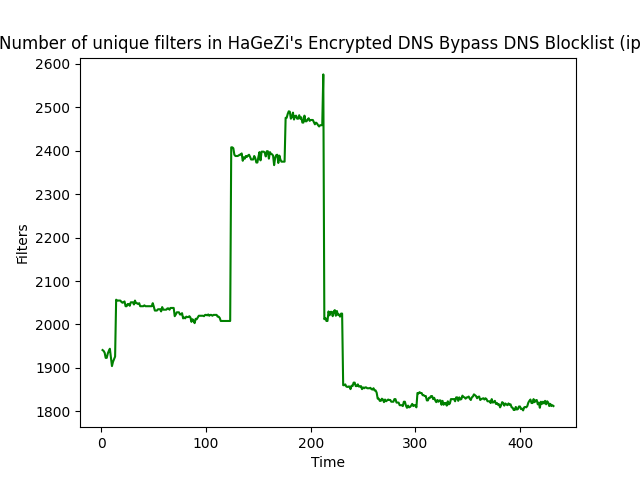 Number of unique filters in HaGeZi's Encrypted DNS Bypass DNS Blocklist (ip
2600
2500
2400
2300
2200
2100
2000
1900
1800
Filters
0 100 200 300 400
Time